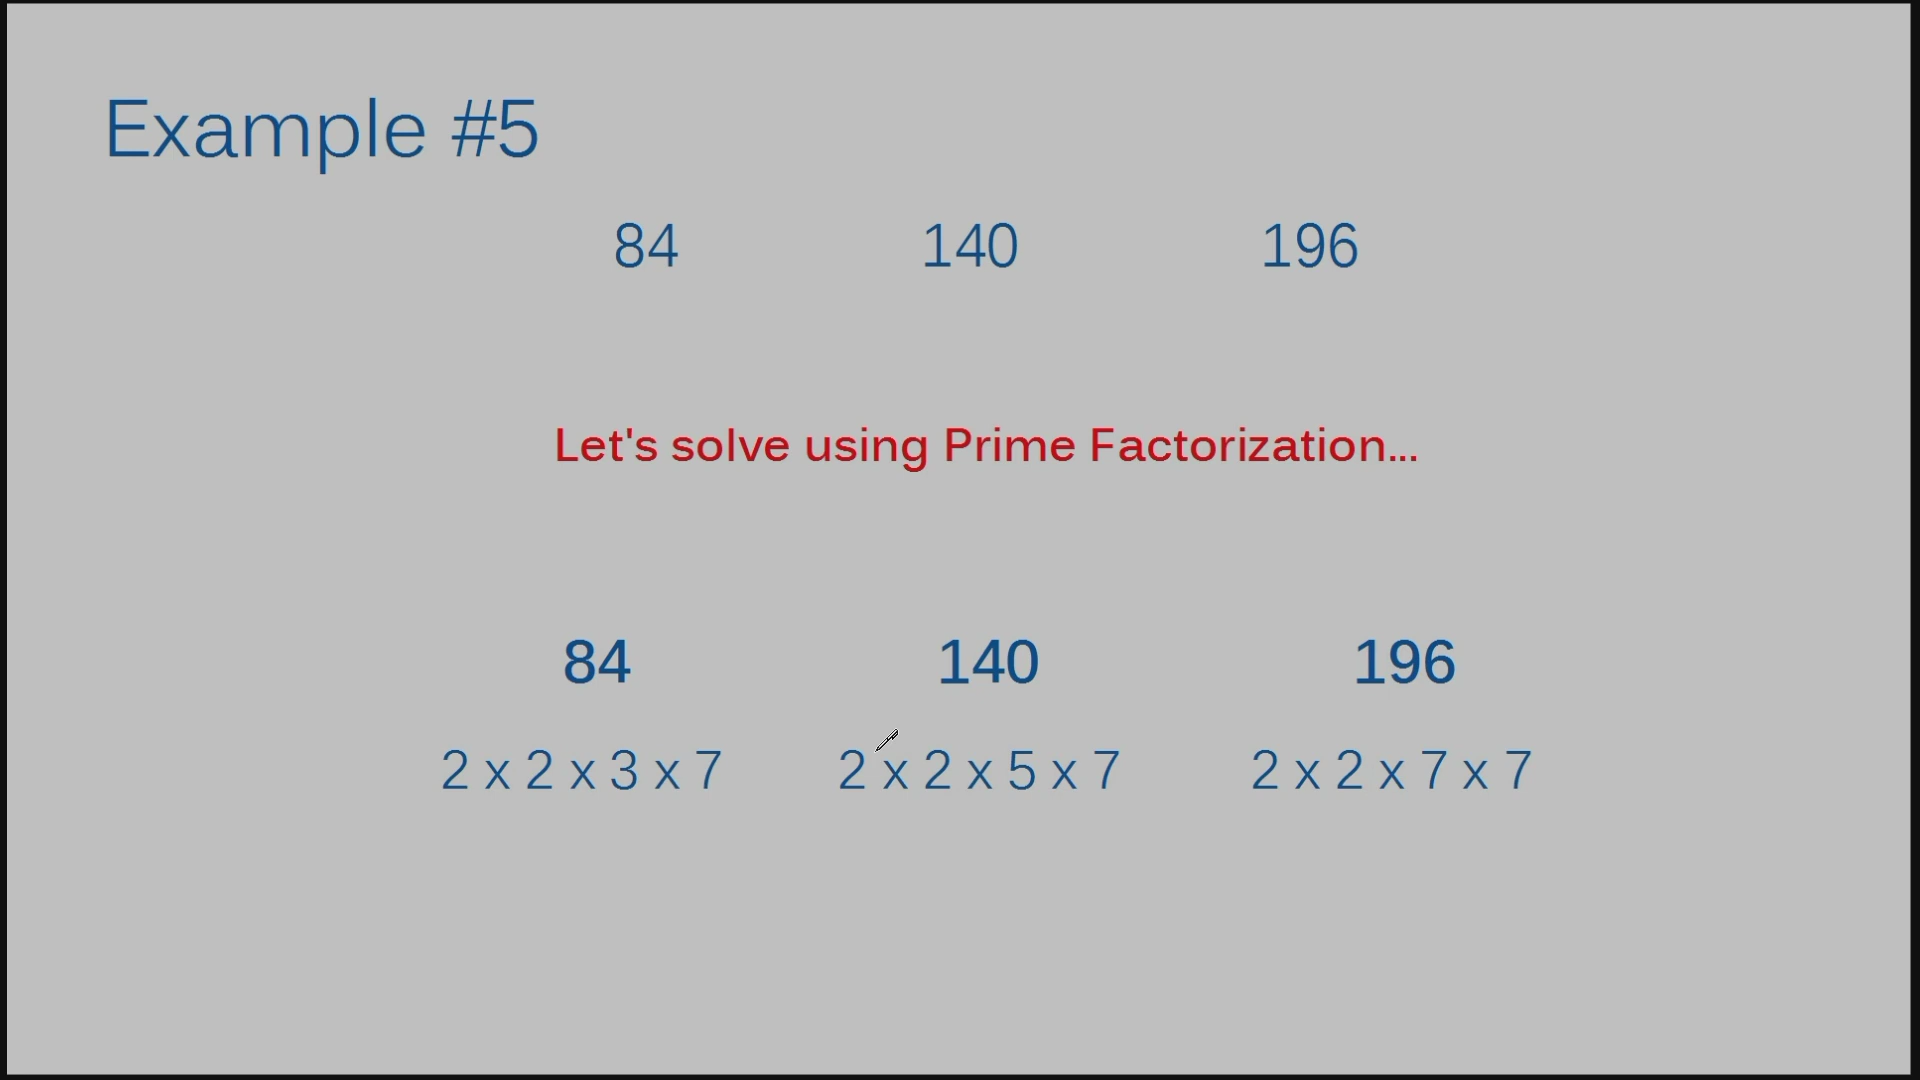 Example #5
84 140 196
Let's solve using Prime Factorization...
84 140 196
2 x 2 x 3 x 7 2 x 2 x 5 x 7 2 x 2 x 7 x 7